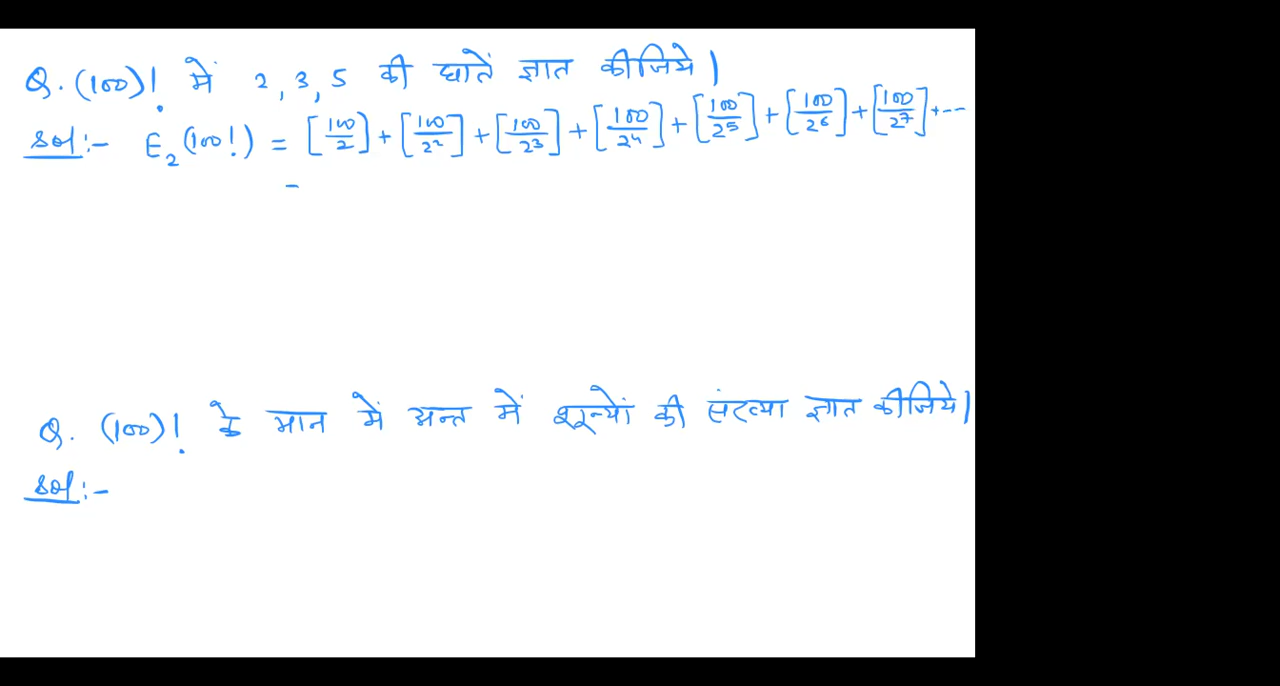 Q. (100)! में 2, 3, 5 की घातें ज्ञात कीजिये।
Sol:- E₂(100!) = [100/2] + [100/2²] + [100/2³] + [100/2⁴] + [100/2⁵] + [100/2⁶] + [100/2⁷] + ---
=
Q. (100)! के मान में अन्त में शून्यों की संख्या ज्ञात कीजिये।
Sol:-